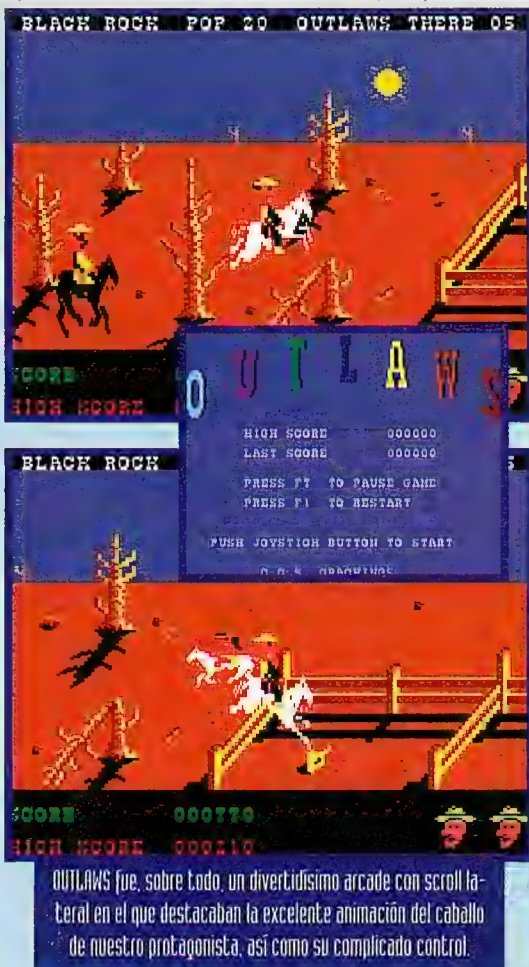 BLACK ROCK POP 20 OUTLAWS THERE 05
SCORE
HIGH SCORE
OUTLAWS
HIGH SCORE 000000
LAST SCORE 000000
PRESS F7 TO PAUSE GAME
PRESS F1 TO RESTART
PUSH JOYSTICK BUTTON TO START
BLACK ROCK
SCORE 000770
HIGH SCORE 000210
OUTLAWS fue, sobre todo, un divertidísimo arcade con scroll la-
teral en el que destacaban la excelente animación del caballo
de nuestro protagonista, así como su complicado control.